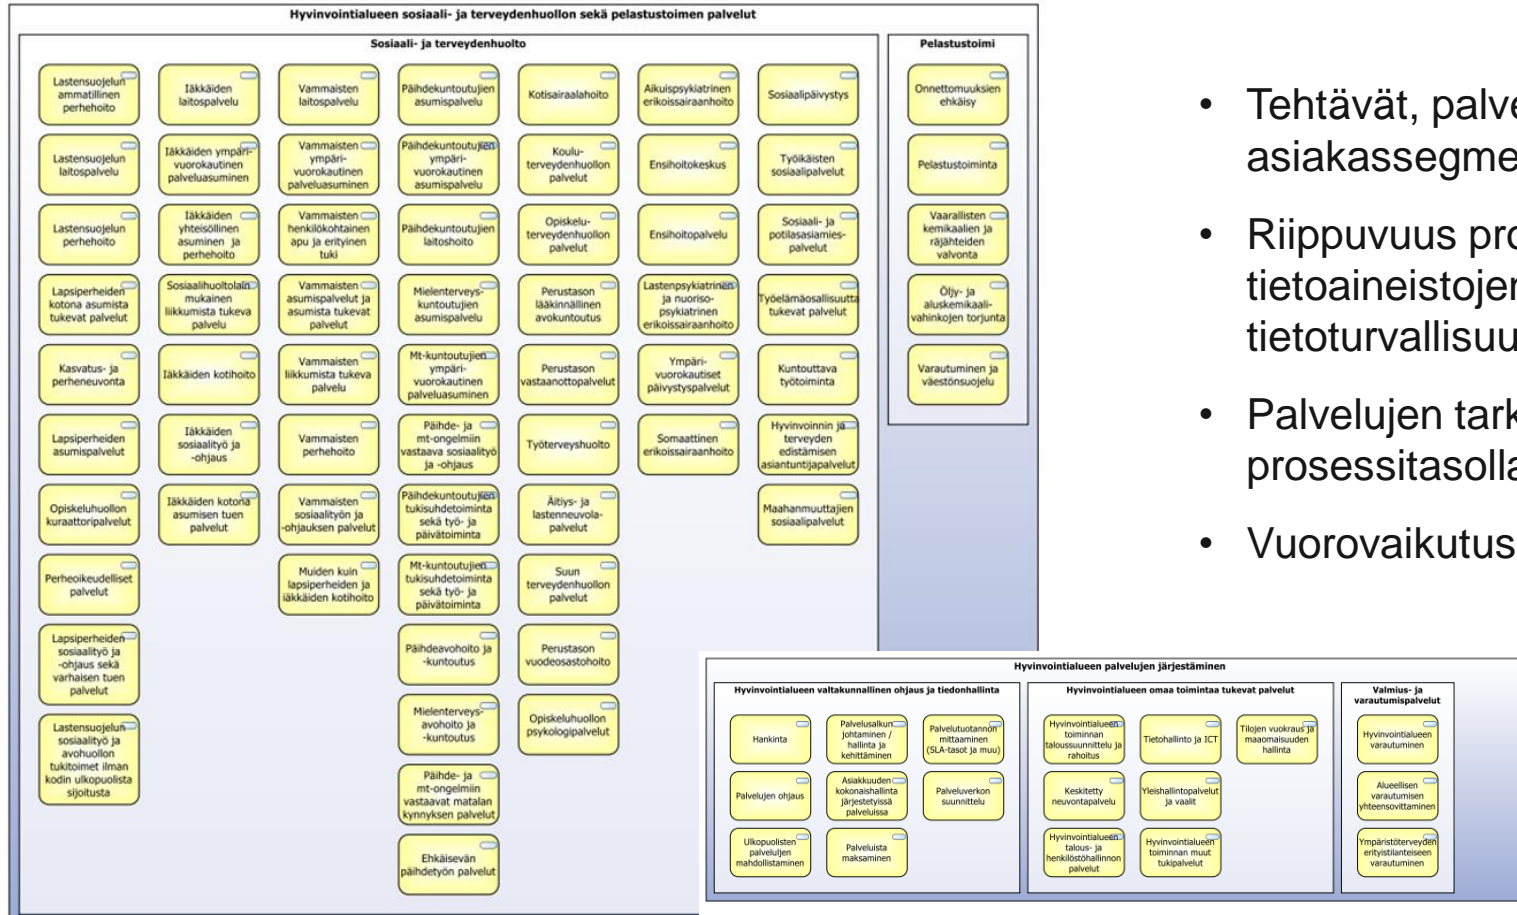 Hyvinvointialueen sosiaali- ja terveydenhuollon sekä pelastustoimen palvelut
Sosiaali- ja terveydenhuolto
Lastensuojelun
ammatillinen
perhehoito
Iäkkäiden
laitospalvelu
Vammaisten
laitospalvelu
Päihdekuntoutujien
asumispalvelu
Kotisairaalahoito
Aikuispsykiatrinen
erikoissairaanhoito
Sosiaalipäivystys
Lastensuojelun
laitospalvelu
Iäkkäiden ympäri-
vuorokautinen
palveluasuminen
Vammaisten
ympäri-
vuorokautinen
palveluasuminen
Päihdekuntoutujien
ympäri-
vuorokautinen
asumispalvelu
Koulu-
terveydenhuollon
palvelut
Ensihoitokeskus
Työikäisten
sosiaalipalvelut
Lastensuojelun
perhehoito
Iäkkäiden
yhteisöllinen
asuminen ja
perhehoito
Vammaisten
henkilökohtainen
apu ja erityinen
tuki
Päihdekuntoutujien
laitoshoito
Opiskelu-
terveydenhuollon
palvelut
Ensihoitopalvelu
Sosiaali- ja
potilasasiamies-
palvelut
Lapsiperheiden
kotona asumista
tukevat palvelut
Sosiaalihuoltolain
mukainen
liikkumista tukeva
palvelu
Vammaisten
asumispalvelut ja
asumista tukevat
palvelut
Mielenterveys-
kuntoutujien
asumispalvelu
Perustason
lääkinnällinen
avokuntoutus
Lastenpsykiatrinen
ja nuoriso-
psykiatrinen
erikoissairaanhoito
Työelämäosallisuutta
tukevat palvelut
Kasvatus- ja
perheneuvonta
Iäkkäiden kotihoito
Vammaisten
liikkumista tukeva
palvelu
Mt-kuntoutujien
ympäri-
vuorokautinen
palveluasuminen
Perustason
vastaanottopalvelut
Ympäri-
vuorokautiset
päivystyspalvelut
Kuntouttava
työtoiminta
Lapsiperheiden
asumispalvelut
Iäkkäiden
sosiaalityö ja
-ohjaus
Vammaisten
perhehoito
Päihde- ja
mt-ongelmiin
vastaava sosiaalityö
ja -ohjaus
Työterveyshuolto
Somaattinen
erikoissairaanhoito
Hyvinvoinnin ja
terveyden
edistämisen
asiantuntijapalvelut
Opiskeluhuollon
kuraattoripalvelut
Iäkkäiden kotona
asumisen tuen
palvelut
Vammaisten
sosiaalityön ja
-ohjauksen palvelut
Päihdekuntoutujien
tukisuhdetoiminta
sekä työ- ja
päivätoiminta
Äitiys- ja
lastenneuvola-
palvelut
Maahanmuuttajien
sosiaalipalvelut
Perheoikeudelliset
palvelut
Muiden kuin
lapsiperheiden ja
iäkkäiden kotihoito
Mt-kuntoutujien
tukisuhdetoiminta
sekä työ- ja
päivätoiminta
Suun
terveydenhuollon
palvelut
Lapsiperheiden
sosiaalityö ja
-ohjaus sekä
varhaisen tuen
palvelut
Päihdeavohoito ja
-kuntoutus
Perustason
vuodeosastohoito
Lastensuojelun
sosiaalityö ja
avohuollon
tukitoimet ilman
kodin ulkopuolista
sijoitusta
Mielenterveys-
avohoito ja
-kuntoutus
Opiskeluhuollon
psykologipalvelut
Päihde- ja
mt-ongelmiin
vastaavat matalan
kynnyksen palvelut
Ehkäisevän
päihdetyön palvelut
Pelastustoimi
Onnettomuuksien
ehkäisy
Pelastustoiminta
Vaarallisten
kemikaalien ja
räjähteiden
valvonta
Öljy- ja
aluskemikaali-
vahinkojen torjunta
Varautuminen ja
väestönsuojelu
• Tehtävät, palve
asiakassegme
• Riippuvuus pro
tietoaineistojen
tietoturvallisuu
• Palvelujen tark
prosessitasolla
• Vuorovaikutus
Hyvinvointialueen palvelujen järjestäminen
Hyvinvointialueen valtakunnallinen ohjaus ja tiedonhallinta
Hankinta
Palvelusalkun
johtaminen /
hallinta ja
kehittäminen
Palvelutuotannon
mittaaminen
(SLA-tasot ja muu)
Palvelujen ohjaus
Asiakkuuden
kokonaishallinta
järjestetyissä
palveluissa
Palveluverkon
suunnittelu
Ulkopuolisten
palveluljen
mahdollistaminen
Palveluista
maksaminen
Hyvinvointialueen omaa toimintaa tukevat palvelut
Hyvinvointialueen
toiminnan
taloussuunnittelu ja
rahoitus
Tietohallinto ja ICT
Tilojen vuokraus ja
maaomaisuuden
hallinta
Keskitetty
neuvontapalvelu
Yleishallintopalvelut
ja vaalit
Hyvinvointialueen
talous- ja
henkilöstöhallinnon
palvelut
Hyvinvointialueen
toiminnan muut
tukipalvelut
Valmius- ja
varautumispalvelut
Hyvinvointialueen
varautuminen
Alueellisen
varautumisen
yhteensovittaminen
Ympäristöterveyden
erityistilanteiseen
varautuminen